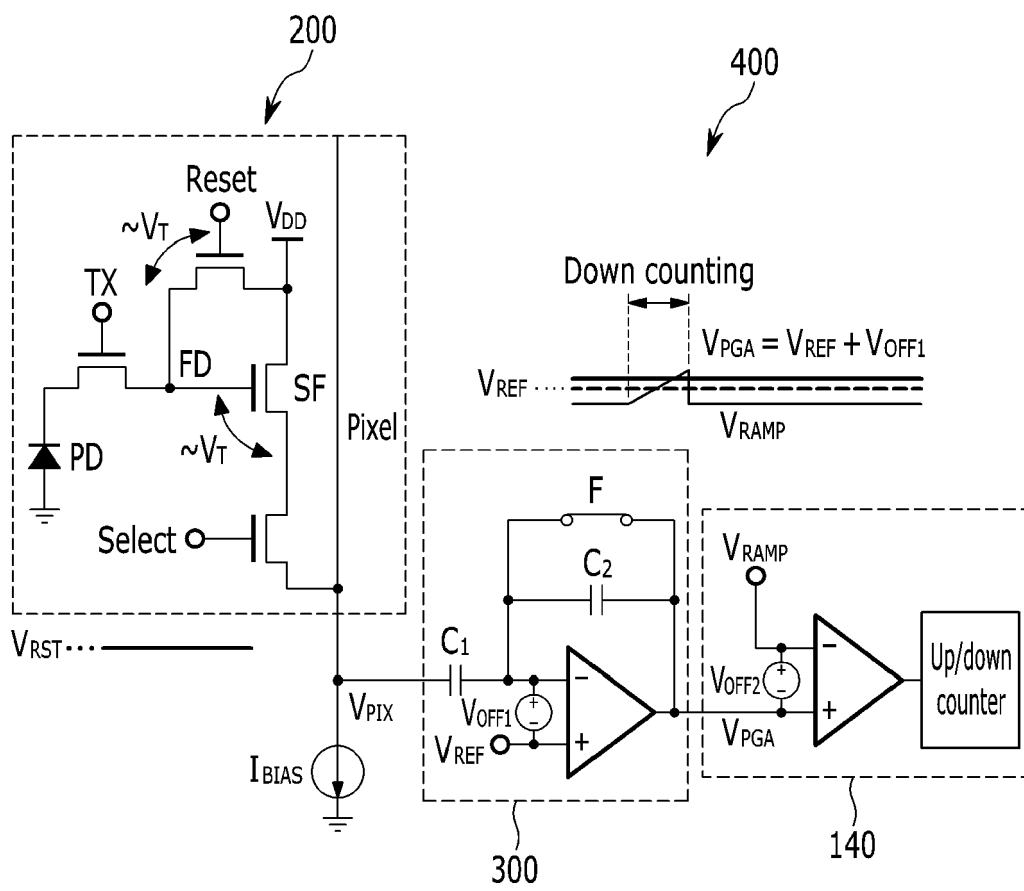 200
400
Reset
~VT
VDD
TX
Down counting
FD
SF
VPGA = VREF + VOFF1
VREF ····
VRAMP
Pixel
PD
~VT
Select
F
VRAMP
C2
VRST ···
C1
VPIX
VOFF1
VREF
VOFF2
VPGA
Up/down
counter
IBIAS
300
140